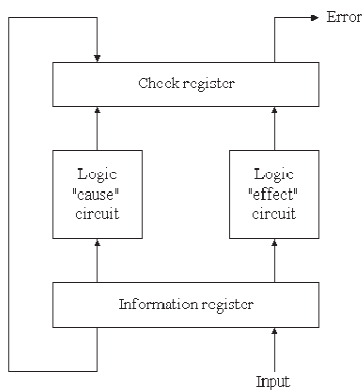 Error
Check register
Logic
"cause"
circuit
Logic
"effect"
circuit
Information register
Input